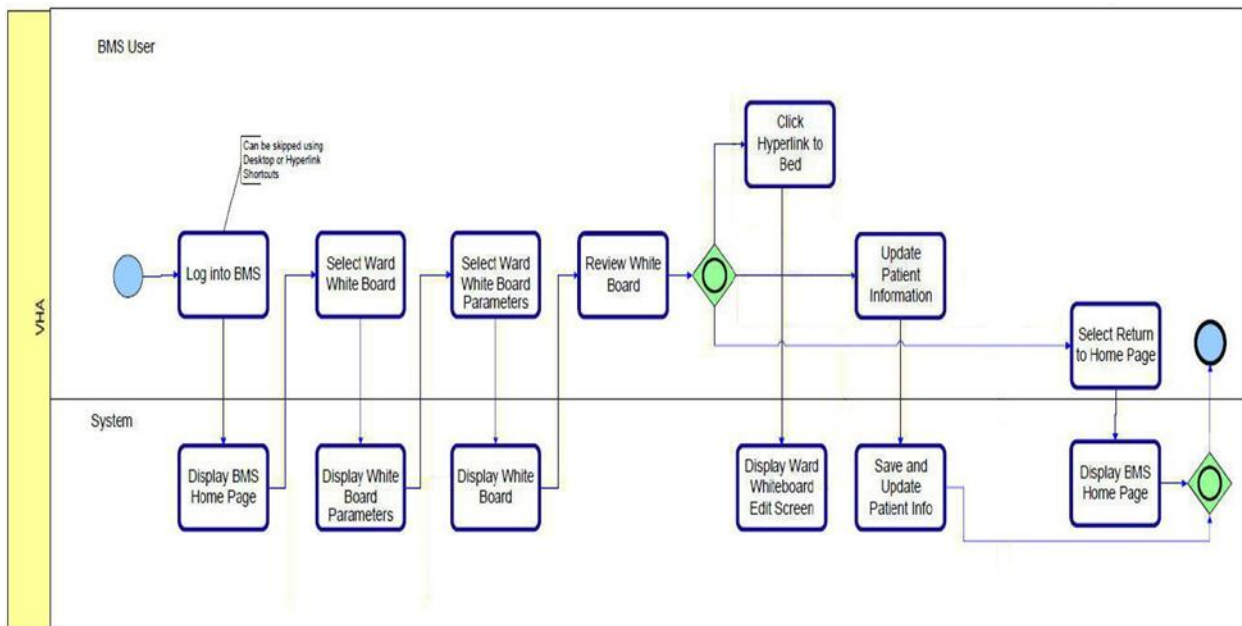 VHA
BMS User
Can be skipped using
Desktop or Hyperlink
Shortcuts
Log into BMS
Select Ward
White Board
Select Ward
White Board
Parameters
Review White
Board
Click
Hyperlink to
Bed
Update
Patient
Information
Select Return
to Home Page
System
Display BMS
Home Page
Display White
Board
Parameters
Display White
Board
Display Ward
Whiteboard
Edit Screen
Save and
Update
Patient Info
Display BMS
Home Page